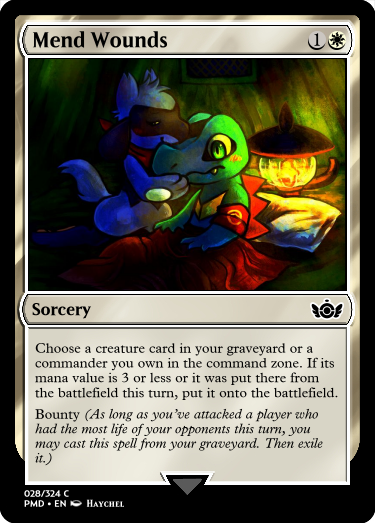 Mend Wounds 1
Sorcery
Choose a creature card in your graveyard or a
commander you own in the command zone. If its
mana value is 3 or less or it was put there from
the battlefield this turn, put it onto the battlefield.
Bounty (As long as you've attacked a player who
had the most life of your opponents this turn, you
may cast this spell from your graveyard. Then exile
it.)
028/324 C
PMD • EN HAYCHEL